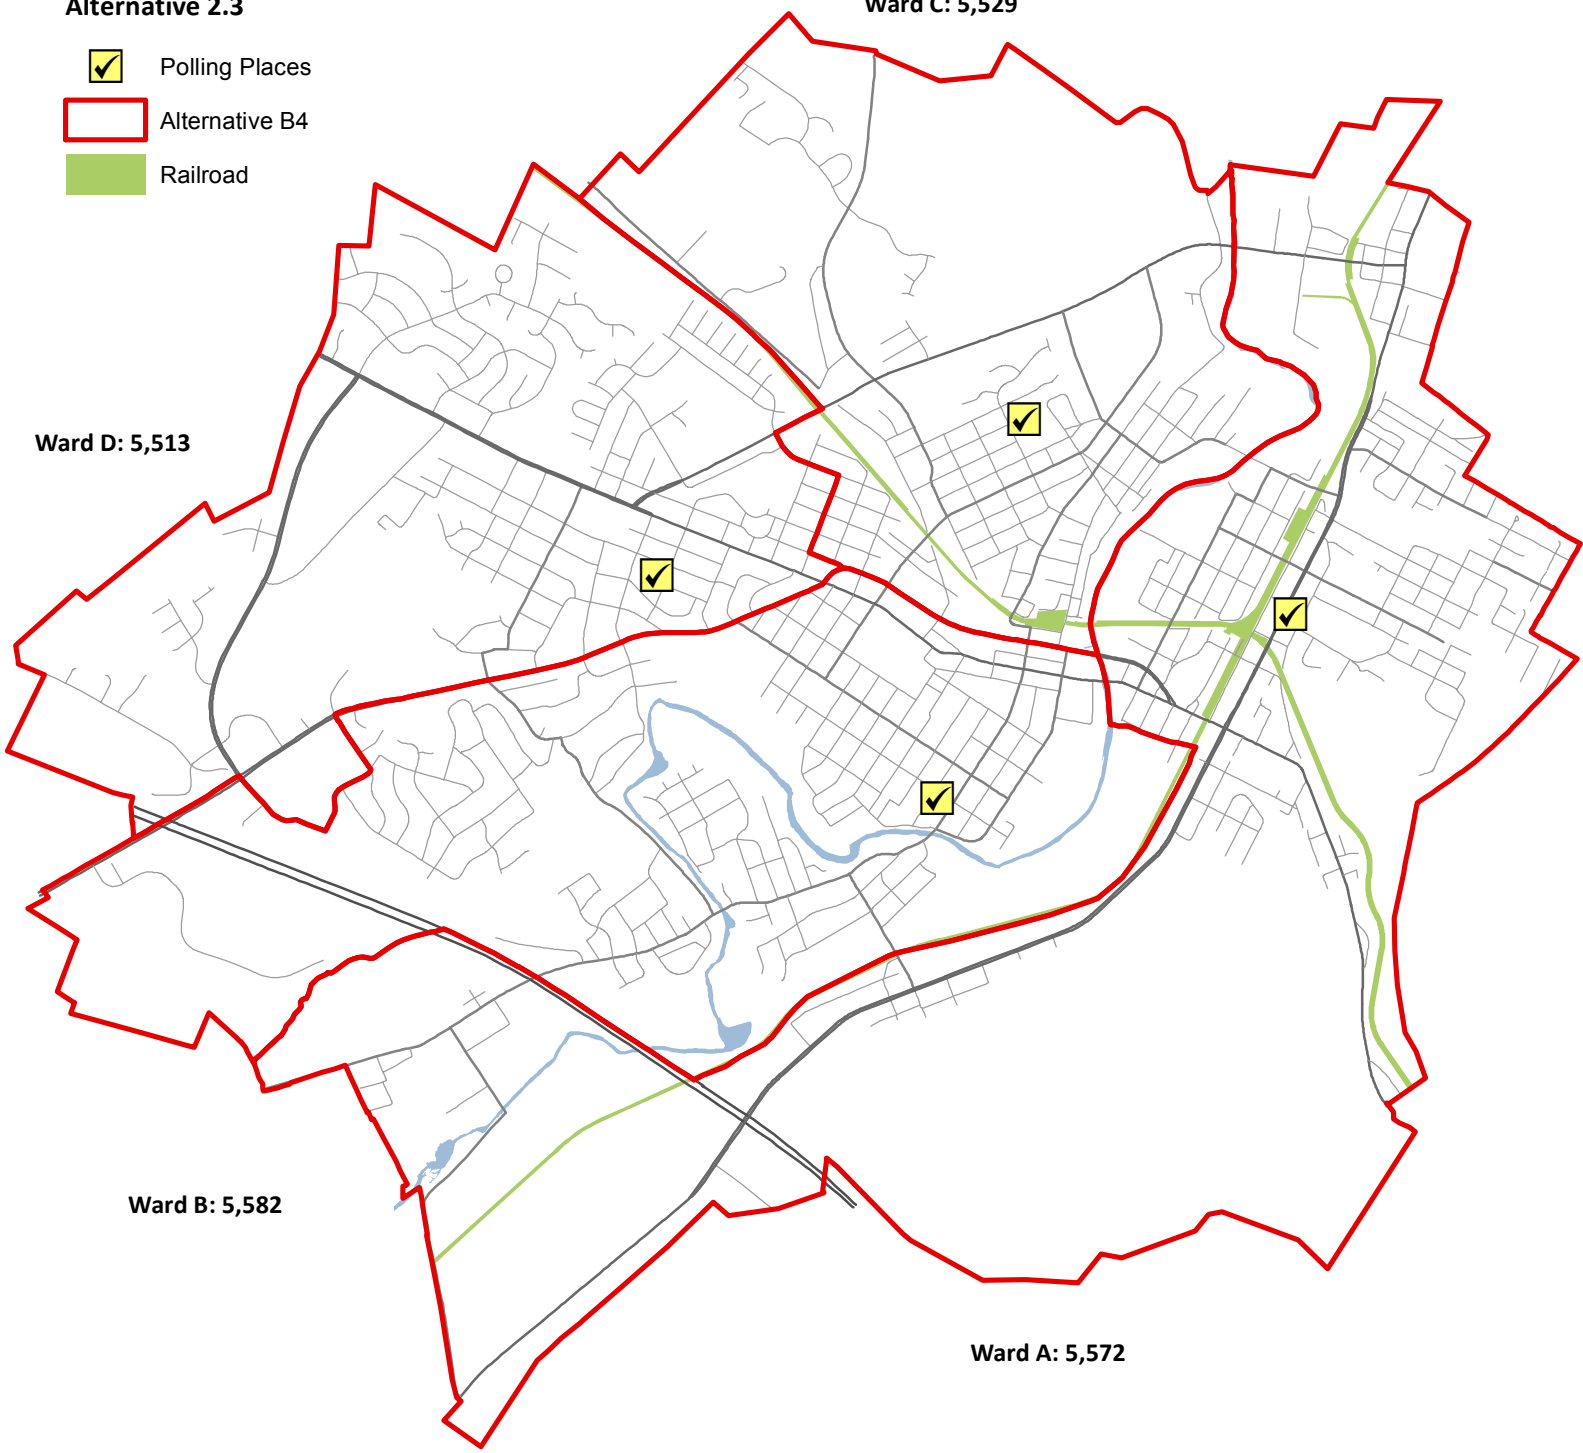 Alternative 2.3
Ward C: 5,529
Polling Places
Alternative B4
Railroad
Ward D: 5,513
Ward B: 5,582
Ward A: 5,572